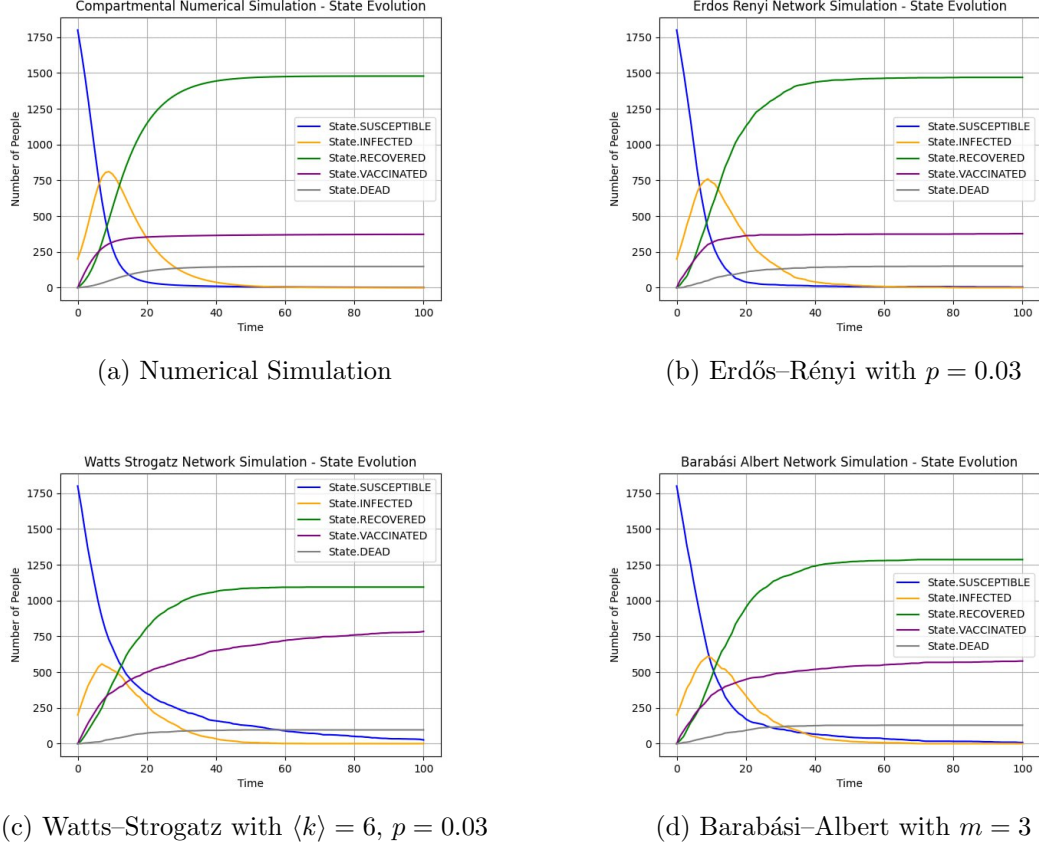 Compartmental Numerical Simulation - State Evolution
1750
1500
1250
1000
750
500
250
0
Number of People
State.SUSCEPTIBLE
State.INFECTED
State.RECOVERED
State.VACCINATED
State.DEAD
0 20 40 60 80 100
Time
(a) Numerical Simulation
Erdos Renyi Network Simulation - State Evolution
1750
1500
1250
1000
750
500
250
0
Number of People
State.SUSCEPTIBLE
State.INFECTED
State.RECOVERED
State.VACCINATED
State.DEAD
0 20 40 60 80 100
Time
(b) Erdős–Rényi with p = 0.03
Watts Strogatz Network Simulation - State Evolution
1750
1500
1250
1000
750
500
250
0
Number of People
State.SUSCEPTIBLE
State.INFECTED
State.RECOVERED
State.VACCINATED
State.DEAD
0 20 40 60 80 100
Time
(c) Watts–Strogatz with ⟨k⟩ = 6, p = 0.03
Barabási Albert Network Simulation - State Evolution
1750
1500
1250
1000
750
500
250
0
Number of People
State.SUSCEPTIBLE
State.INFECTED
State.RECOVERED
State.VACCINATED
State.DEAD
0 20 40 60 80 100
Time
(d) Barabási–Albert with m = 3